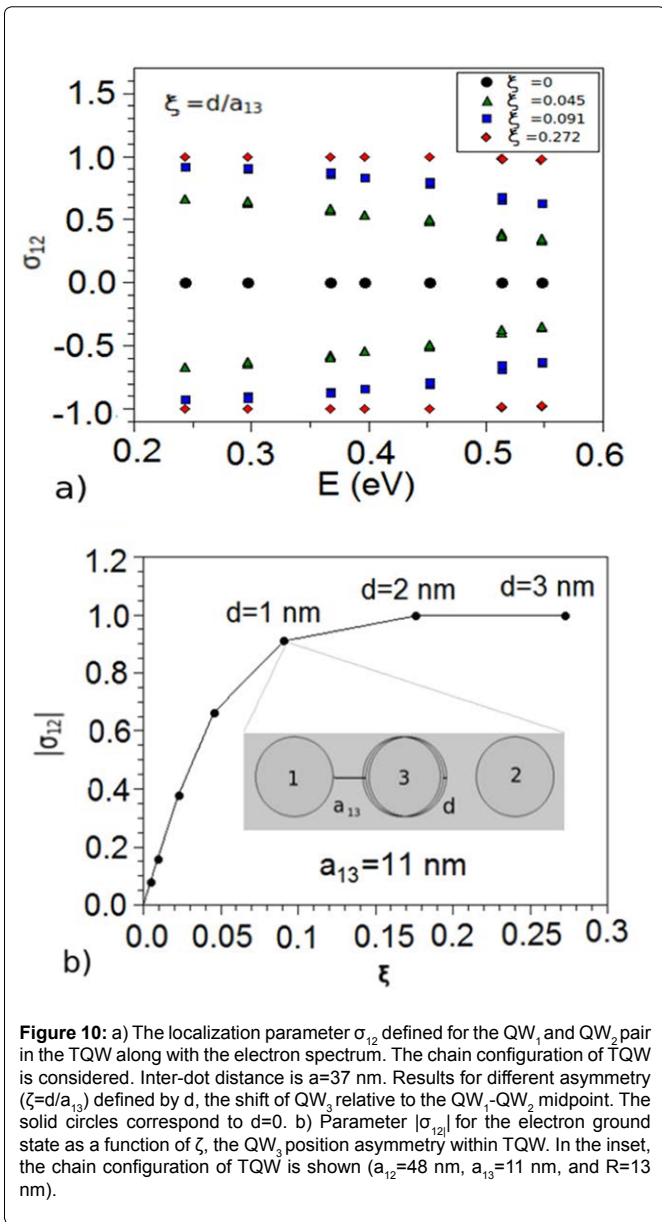 ξ =d/a₁₃
ξ =0
ξ =0.045
ξ =0.091
ξ =0.272
1.5
1.0
0.5
0.0
-0.5
-1.0
σ₁₂
0.2 0.3 0.4 0.5 0.6
E (eV)
a)
1.2
1.0
0.8
0.6
0.4
0.2
0.0
|σ₁₂|
d=1 nm
d=2 nm
d=3 nm
1 3 2
a₁₃ d
a₁₃=11 nm
0.0 0.05 0.1 0.15 0.2 0.25 0.3
b)
ξ
Figure 10: a) The localization parameter σ₁₂ defined for the QW₁ and QW₂ pair
in the TQW along with the electron spectrum. The chain configuration of TQW
is considered. Inter-dot distance is a=37 nm. Results for different asymmetry
(ζ=d/a₁₃) defined by d, the shift of QW₃ relative to the QW₁-QW₂ midpoint. The
solid circles correspond to d=0. b) Parameter |σ₁₂| for the electron ground
state as a function of ζ, the QW₃ position asymmetry within TQW. In the inset,
the chain configuration of TQW is shown (a₁₂=48 nm, a₁₃=11 nm, and R=13
nm).